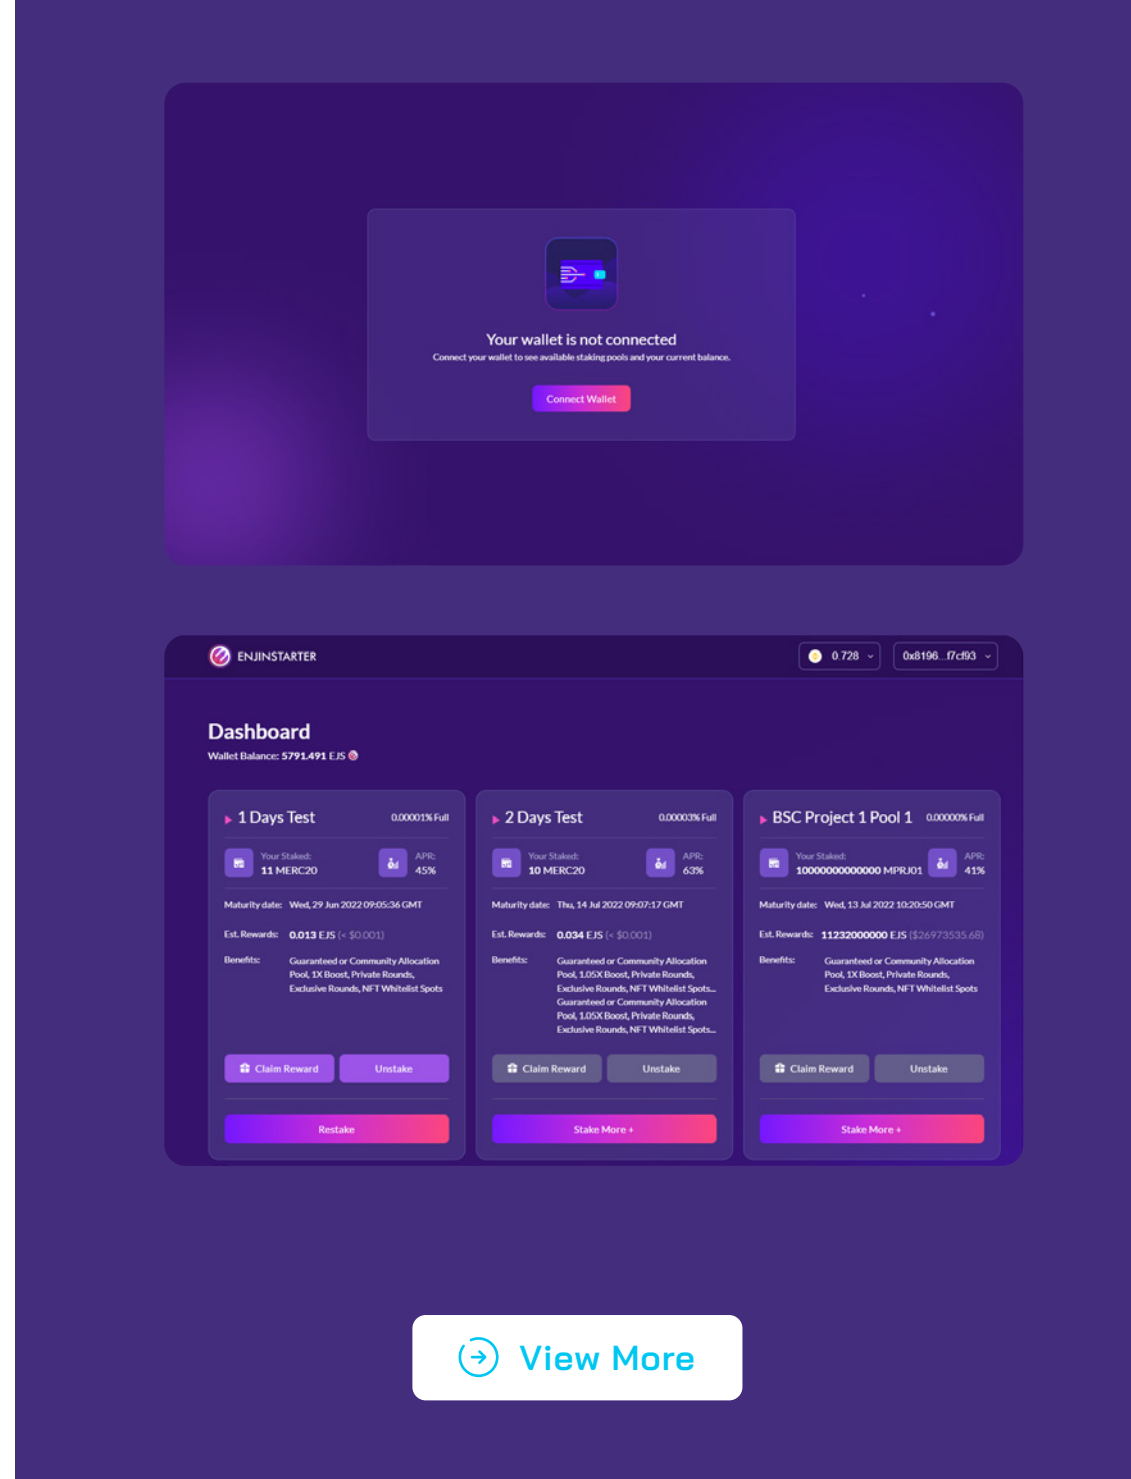 Your wallet is not connected
Connect your wallet to see available staking pools and your current balance.
Connect Wallet
ENJINSTARTER
0.728
0x8196...f7cf93
Dashboard
Wallet Balance: 5791.491 EJS
1 Days Test
0.00001% Full
Your Staked:
11 MERC20
APR:
45%
Maturity date: Wed, 29 Jun 2022 09:05:36 GMT
Est. Rewards: 0.013 EJS (< $0.001)
Benefits: Guaranteed or Community Allocation
Pool, 1X Boost, Private Rounds,
Exclusive Rounds, NFT Whitelist Spots
Claim Reward
Unstake
Restake
2 Days Test
0.00003% Full
Your Staked:
10 MERC20
APR:
63%
Maturity date: Thu, 14 Jul 2022 09:07:17 GMT
Est. Rewards: 0.034 EJS (< $0.001)
Benefits: Guaranteed or Community Allocation
Pool, 1.05X Boost, Private Rounds,
Exclusive Rounds, NFT Whitelist Spots...
Guaranteed or Community Allocation
Pool, 1.05X Boost, Private Rounds,
Exclusive Rounds, NFT Whitelist Spots...
Claim Reward
Unstake
Stake More +
BSC Project 1 Pool 1
0.00000% Full
Your Staked:
10000000000000 MPRJ01
APR:
41%
Maturity date: Wed, 13 Jul 2022 10:20:50 GMT
Est. Rewards: 11232000000 EJS ($26973535.68)
Benefits: Guaranteed or Community Allocation
Pool, 1X Boost, Private Rounds,
Exclusive Rounds, NFT Whitelist Spots
Claim Reward
Unstake
Stake More +
View More